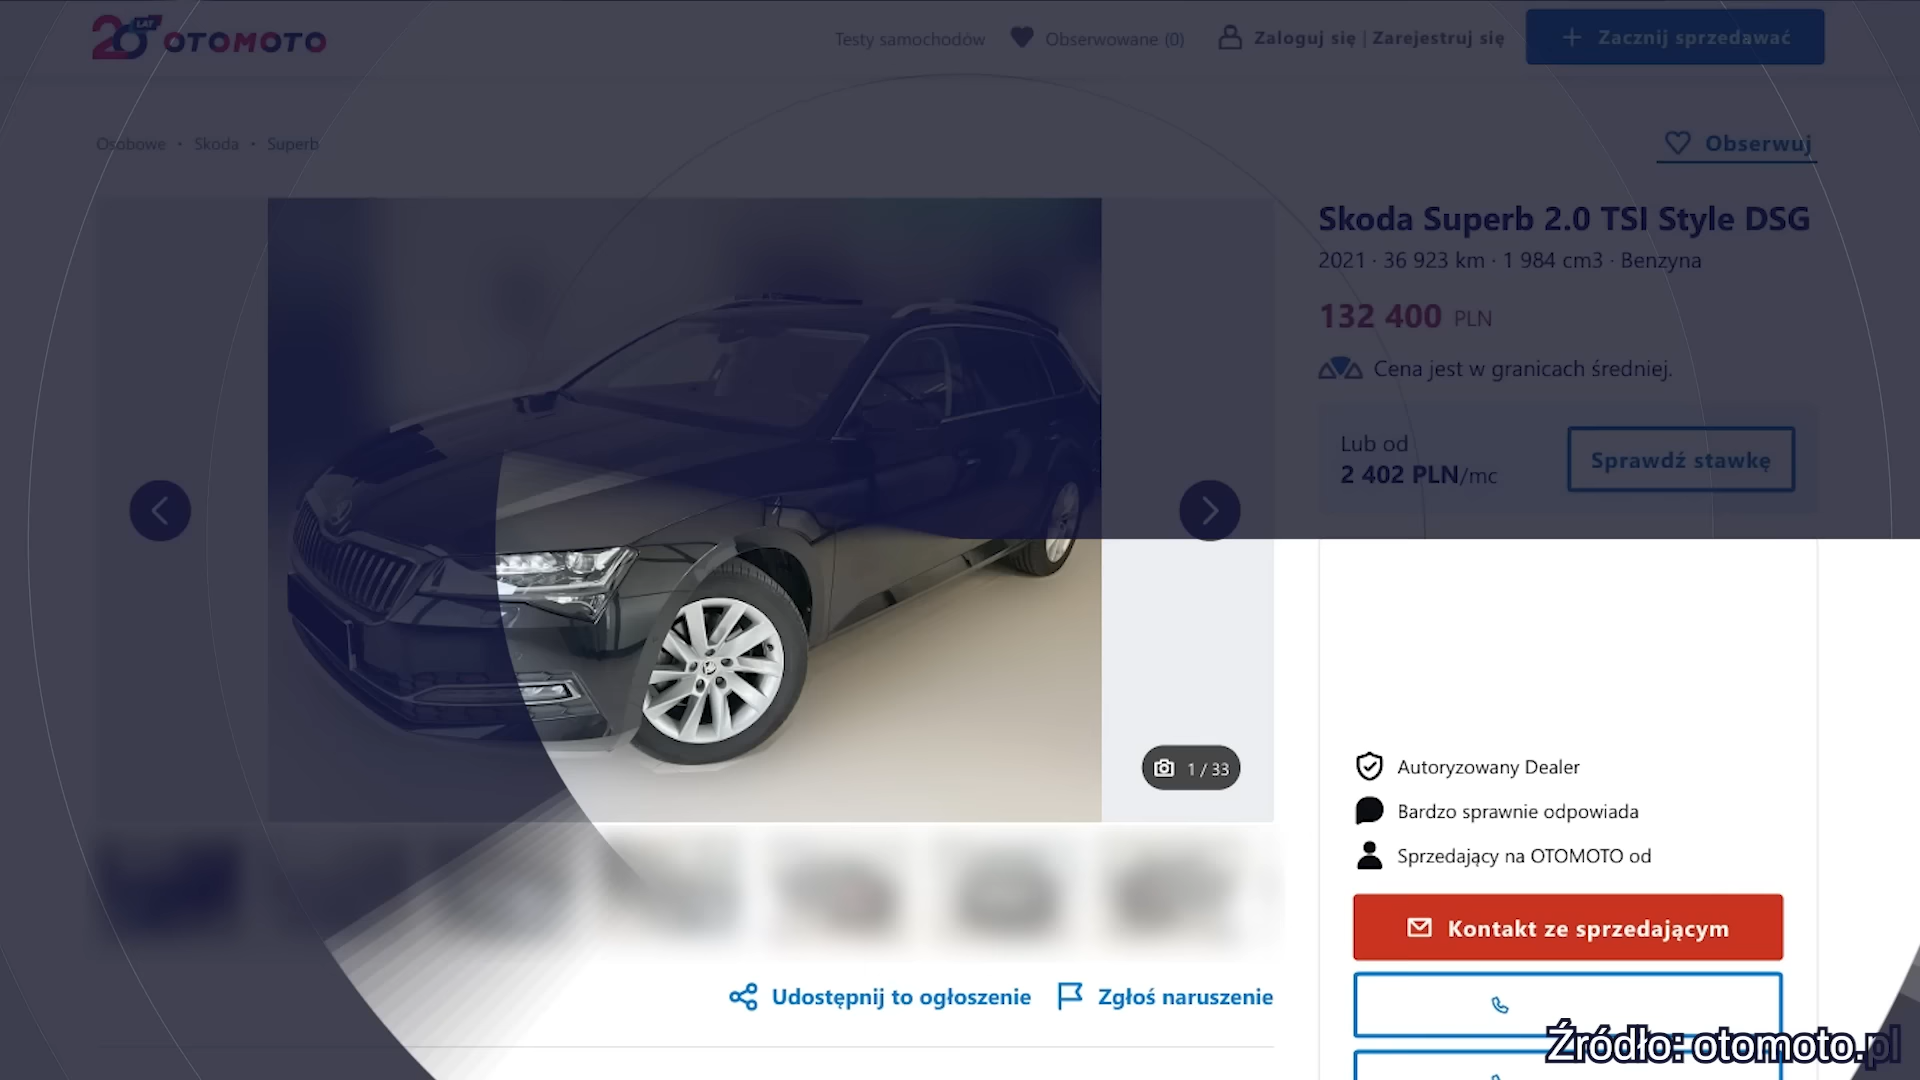 20 LAT OTOMOTO
Testy samochodów
Obserwowane (0)
Zaloguj się | Zarejestruj się
+ Zacznij sprzedawać
Osobowe · Skoda · Superb
Obserwuj
Skoda Superb 2.0 TSI Style DSG
2021 · 36 923 km · 1 984 cm3 · Benzyna
132 400 PLN
Cena jest w granicach średniej.
Lub od
2 402 PLN/mc
Sprawdź stawkę
1 / 33
Autoryzowany Dealer
Bardzo sprawnie odpowiada
Sprzedający na OTOMOTO od
Kontakt ze sprzedającym
Udostępnij to ogłoszenie
Zgłoś naruszenie
Źródło: otomoto.pl